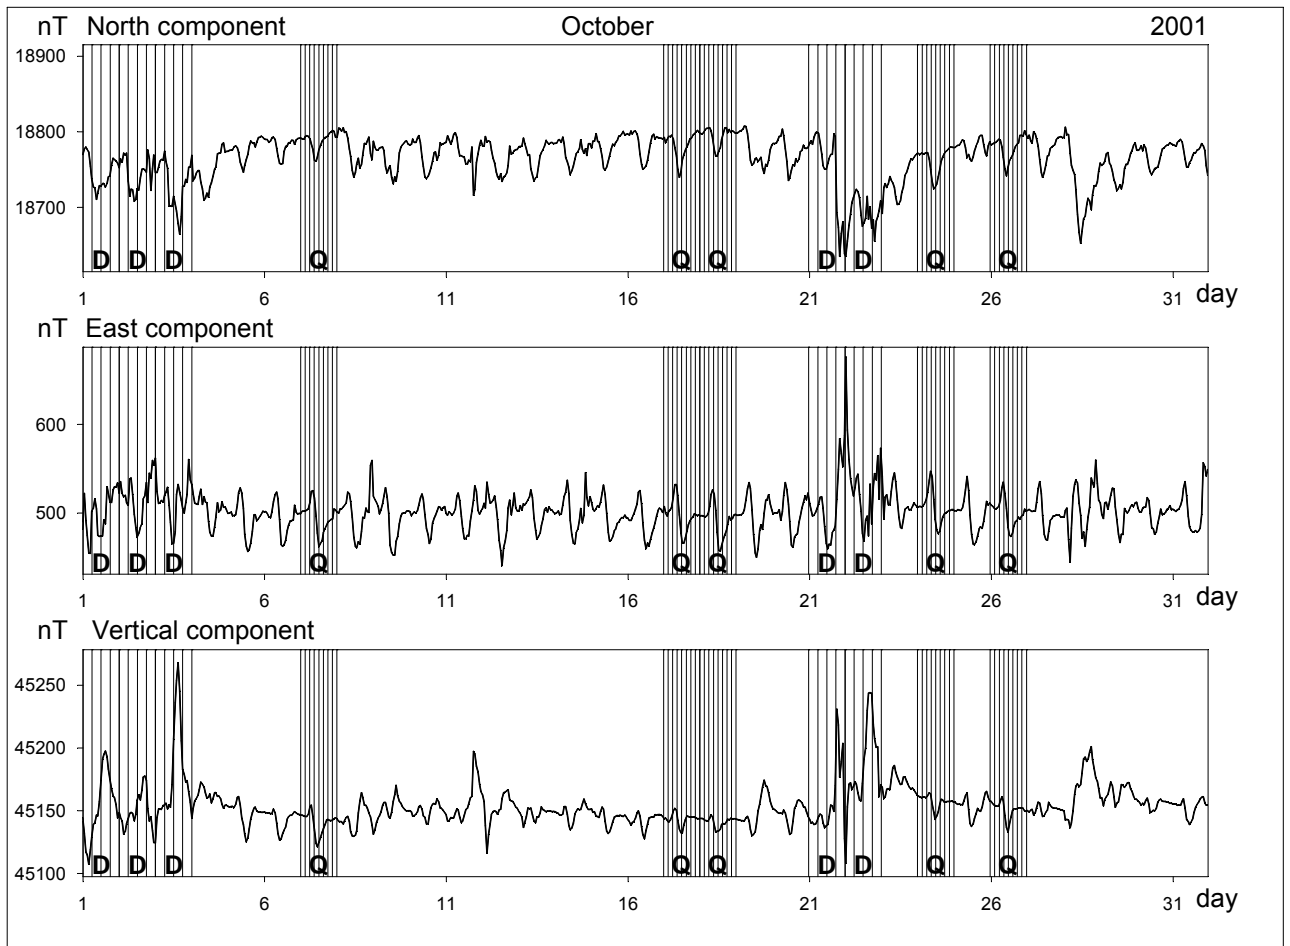 nT North component October 2001
18900
18800
18700
D D D Q Q Q D D Q Q
1 6 11 16 21 26 31 day
nT East component
600
500
D D D Q Q Q D D Q Q
1 6 11 16 21 26 31 day
nT Vertical component
45250
45200
45150
45100
D D D Q Q Q D D Q Q
1 6 11 16 21 26 31 day